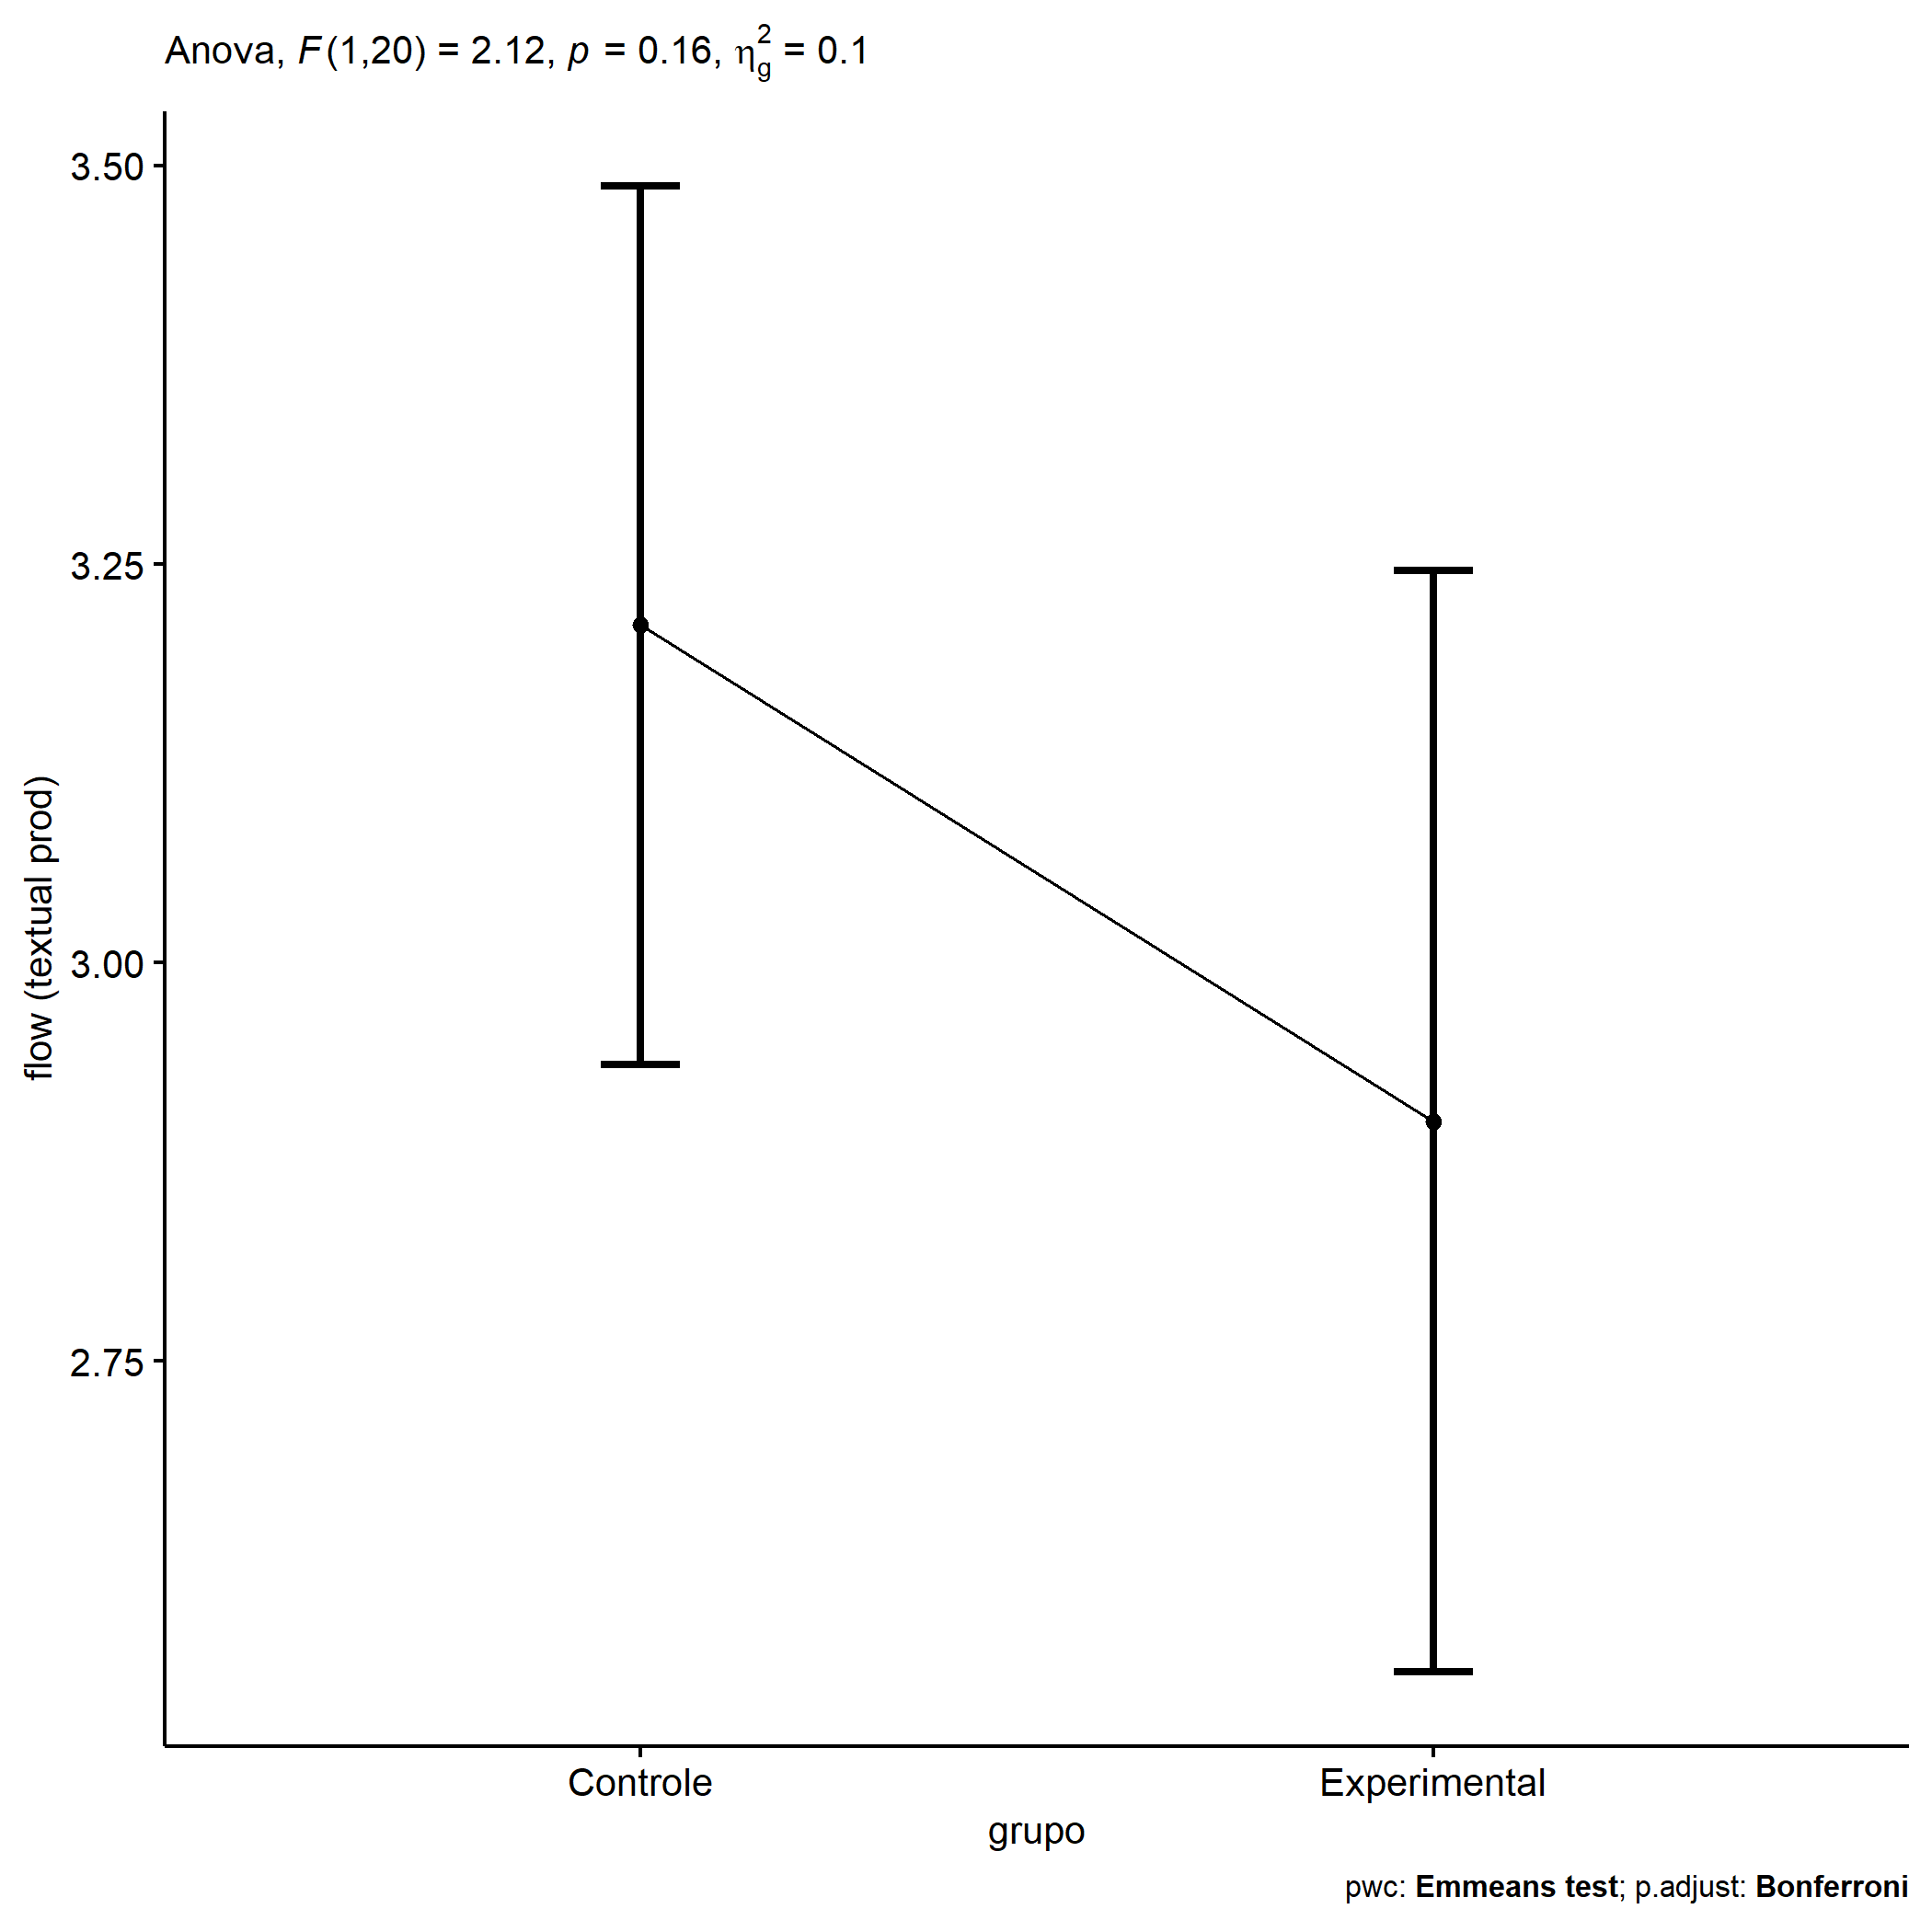 Anova, F(1,20) = 2.12, p = 0.16, η²g = 0.1
3.50
3.25
3.00
2.75
flow (textual prod)
Controle
Experimental
grupo
pwc: Emmeans test; p.adjust: Bonferroni